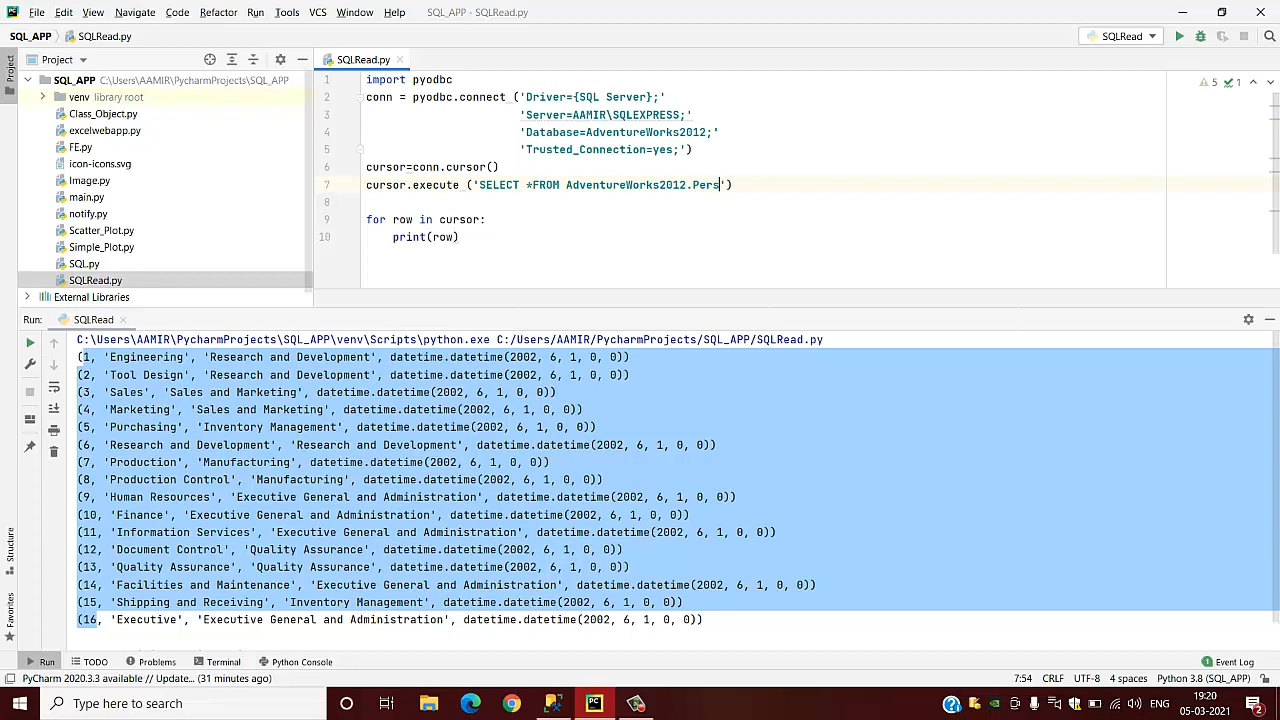 File Edit View Navigate Code Refactor Run Tools VCS Window Help SQL_APP - SQLRead.py
SQL_APP SQLRead.py SQLRead
Project SQLRead.py
SQL_APP C:\Users\AAMIR\PycharmProjects\SQL_APP
venv library root
Class_Object.py
excelwebapp.py
FE.py
icon-icons.svg
Image.py
main.py
notify.py
Scatter_Plot.py
Simple_Plot.py
SQL.py
SQLRead.py
External Libraries
Project
Structure
Favorites
5 1
1 import pyodbc
2 conn = pyodbc.connect ('Driver={SQL Server};'
3 'Server=AAMIR\SQLEXPRESS;'
4 'Database=AdventureWorks2012;'
5 'Trusted_Connection=yes;')
6 cursor=conn.cursor()
7 cursor.execute ('SELECT *FROM AdventureWorks2012.Pers')
8
9 for row in cursor:
10 print(row)
Run: SQLRead
C:\Users\AAMIR\PycharmProjects\SQL_APP\venv\Scripts\python.exe C:/Users/AAMIR/PycharmProjects/SQL_APP/SQLRead.py
(1, 'Engineering', 'Research and Development', datetime.datetime(2002, 6, 1, 0, 0))
(2, 'Tool Design', 'Research and Development', datetime.datetime(2002, 6, 1, 0, 0))
(3, 'Sales', 'Sales and Marketing', datetime.datetime(2002, 6, 1, 0, 0))
(4, 'Marketing', 'Sales and Marketing', datetime.datetime(2002, 6, 1, 0, 0))
(5, 'Purchasing', 'Inventory Management', datetime.datetime(2002, 6, 1, 0, 0))
(6, 'Research and Development', 'Research and Development', datetime.datetime(2002, 6, 1, 0, 0))
(7, 'Production', 'Manufacturing', datetime.datetime(2002, 6, 1, 0, 0))
(8, 'Production Control', 'Manufacturing', datetime.datetime(2002, 6, 1, 0, 0))
(9, 'Human Resources', 'Executive General and Administration', datetime.datetime(2002, 6, 1, 0, 0))
(10, 'Finance', 'Executive General and Administration', datetime.datetime(2002, 6, 1, 0, 0))
(11, 'Information Services', 'Executive General and Administration', datetime.datetime(2002, 6, 1, 0, 0))
(12, 'Document Control', 'Quality Assurance', datetime.datetime(2002, 6, 1, 0, 0))
(13, 'Quality Assurance', 'Quality Assurance', datetime.datetime(2002, 6, 1, 0, 0))
(14, 'Facilities and Maintenance', 'Executive General and Administration', datetime.datetime(2002, 6, 1, 0, 0))
(15, 'Shipping and Receiving', 'Inventory Management', datetime.datetime(2002, 6, 1, 0, 0))
(16, 'Executive', 'Executive General and Administration', datetime.datetime(2002, 6, 1, 0, 0))
Run TODO Problems Terminal Python Console Event Log
PyCharm 2020.3.3 available // Update... (31 minutes ago) 7:54 CRLF UTF-8 4 spaces Python 3.8 (SQL_APP)
Type here to search ENG 19:20
05-03-2021 2